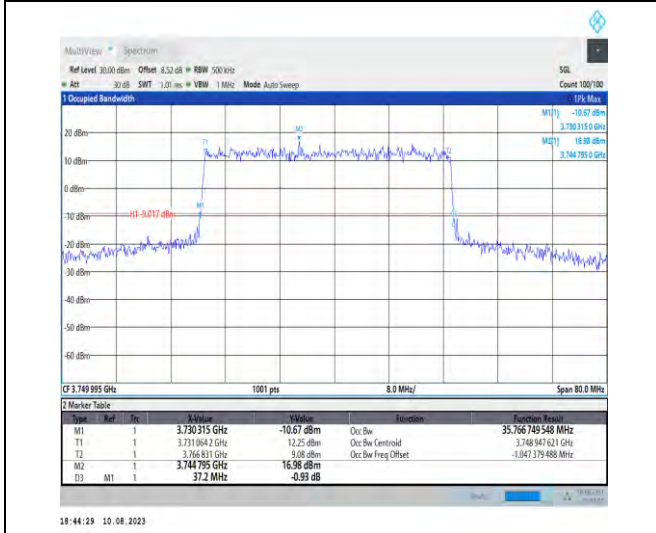 MultiView Spectrum
Ref Level 30.00 dBm Offset 8.52 dB RBW 500 kHz SGL
Att 30 dB SWT 1.01 ms VBW 1 MHz Mode Auto Sweep Count 100/100
1 Occupied Bandwidth 1Pk Max
M1[1] -10.67 dBm
3.730 315 0 GHz
M2[1] 16.98 dBm
3.744 795 0 GHz
20 dBm
M2
T1
T2
10 dBm
0 dBm
M1
-10 dBm
H1 -9.017 dBm
-20 dBm
-30 dBm
-40 dBm
-50 dBm
-60 dBm
CF 3.749 995 GHz 1001 pts 8.0 MHz/ Span 80.0 MHz
2 Marker Table
Type Ref Trc X-Value Y-Value Function Function Result
M1 1 3.730 315 GHz -10.67 dBm Occ Bw 35.766 749 548 MHz
T1 1 3.731 064 2 GHz 12.25 dBm Occ Bw Centroid 3.748 947 621 GHz
T2 1 3.766 831 GHz 9.08 dBm Occ Bw Freq Offset -1.047 379 488 MHz
M2 1 3.744 795 GHz 16.98 dBm
D3 M1 1 37.2 MHz -0.93 dB
18:44:29 10.08.2023